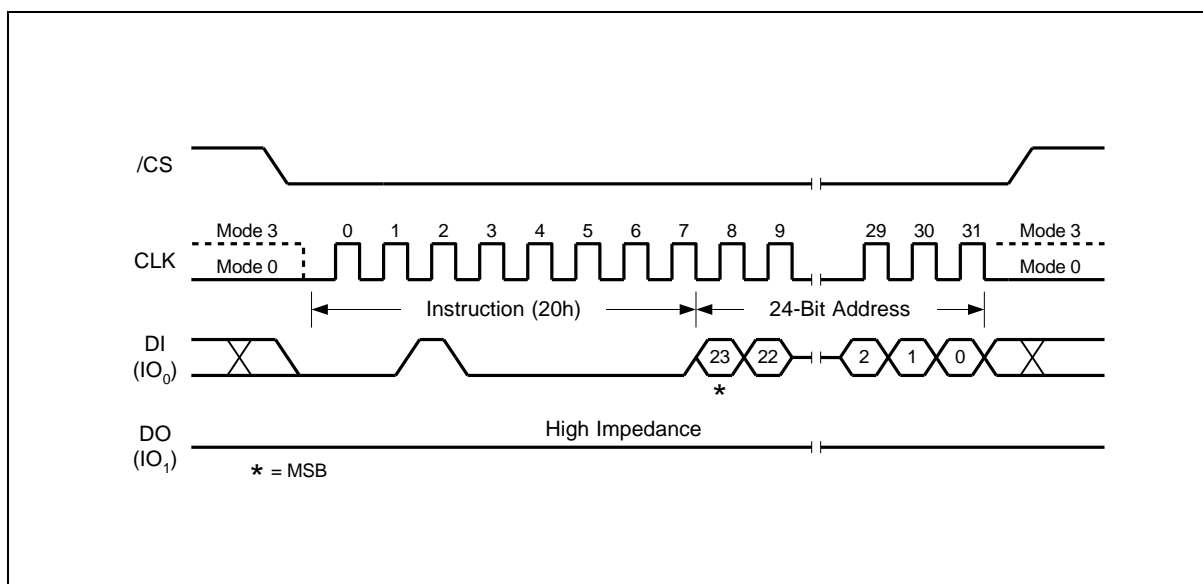 /CS
Mode 3 0 1 2 3 4 5 6 7 8 9 29 30 31 Mode 3
CLK
Mode 0 Mode 0
Instruction (20h) 24-Bit Address
DI
(IO0)
23 22 2 1 0
*
DO
(IO1)
High Impedance
* = MSB